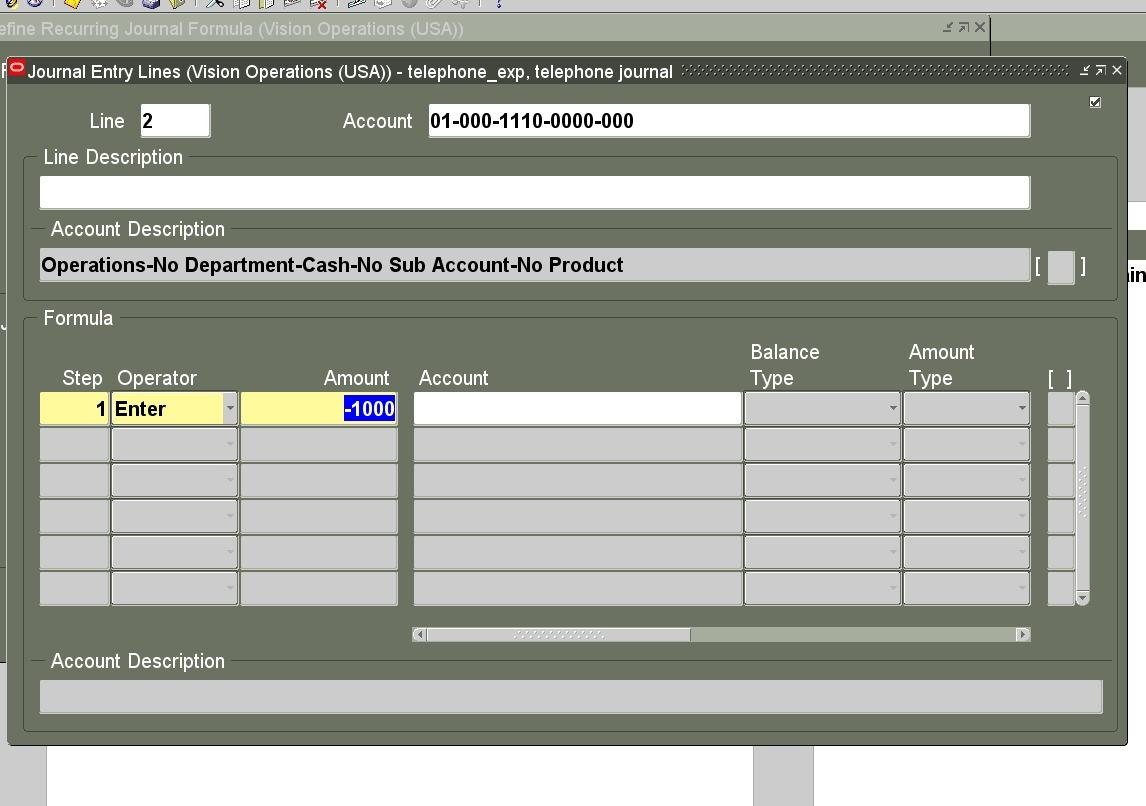 efine Recurring Journal Formula (Vision Operations (USA))
Journal Entry Lines (Vision Operations (USA)) - telephone_exp, telephone journal
Line 2 Account 01-000-1110-0000-000
Line Description
Account Description
Operations-No Department-Cash-No Sub Account-No Product [ ]
Formula
Balance Amount
Step Operator Amount Account Type Type [ ]
1 Enter -1000
Account Description